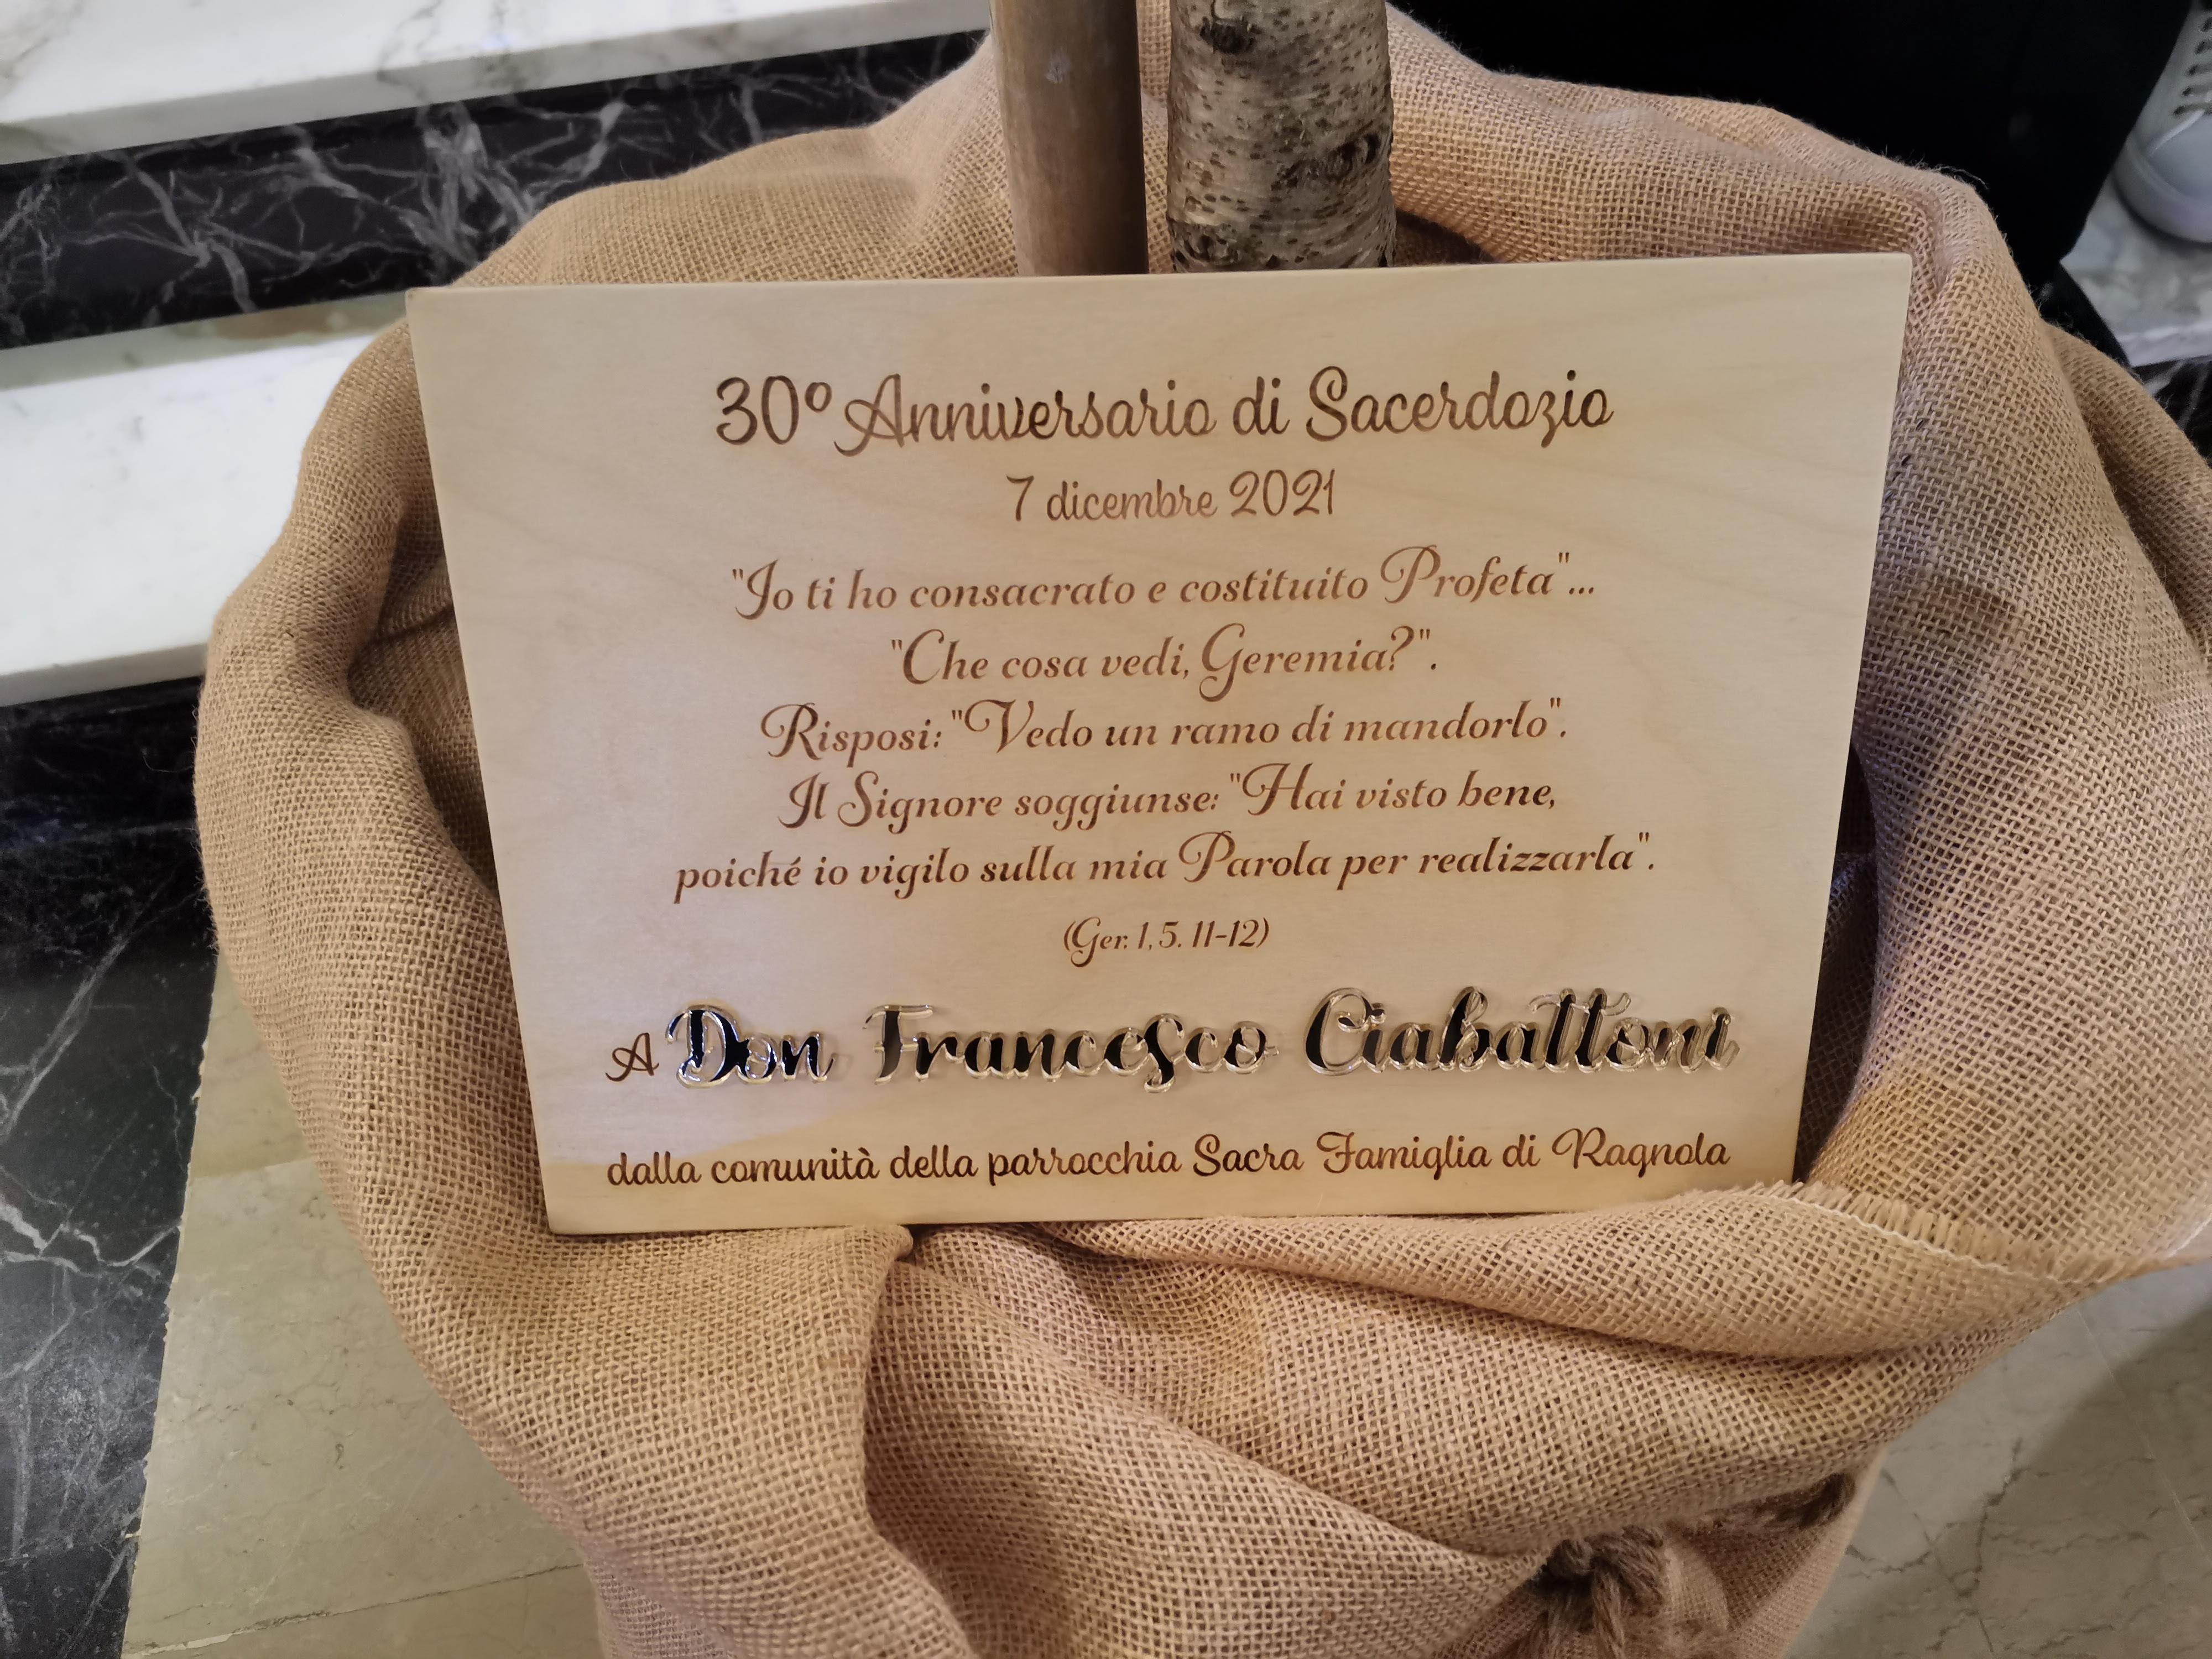 30º Anniversario di Sacerdozio
7 dicembre 2021
"Io ti ho consacrato e costituito Profeta"...
"Che cosa vedi, Geremia?".
Risposi: "Vedo un ramo di mandorlo".
Il Signore soggiunse: "Hai visto bene,
poiché io vigilo sulla mia Parola per realizzarla".
(Ger. 1, 5. 11-12)
A Don Francesco Ciabattoni
dalla comunità della parrocchia Sacra Famiglia di Ragnola